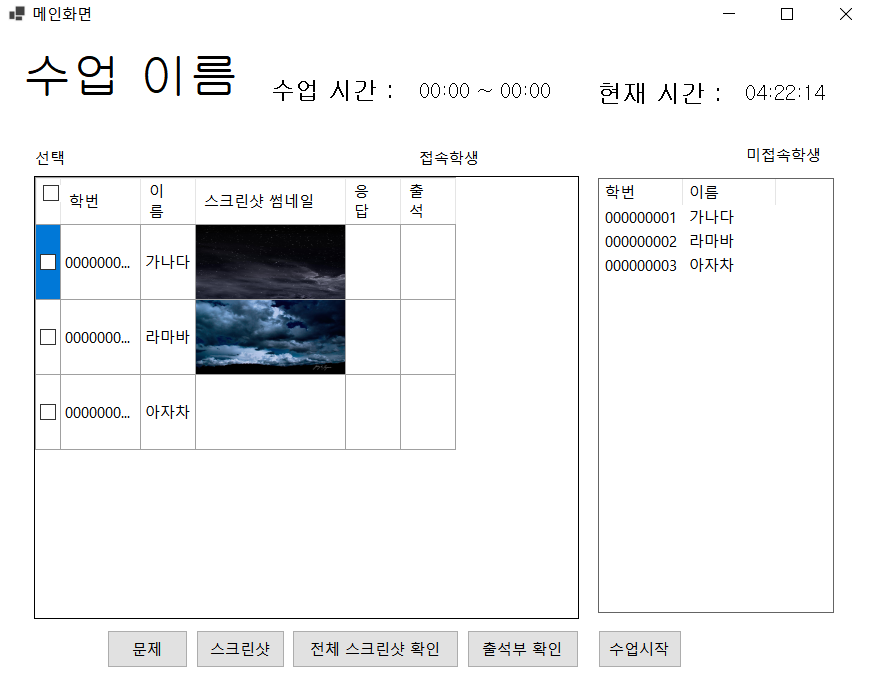 메인화면
수업 이름
수업 시간 : 00:00 ~ 00:00
현재 시간 : 04:22:14
선택
접속학생
미접속학생
학번 이름 스크린샷 썸네일 응답 출석
0000000... 가나다
0000000... 라마바
0000000... 아자차
학번 이름
000000001 가나다
000000002 라마바
000000003 아자차
문제 스크린샷 전체 스크린샷 확인 출석부 확인 수업시작